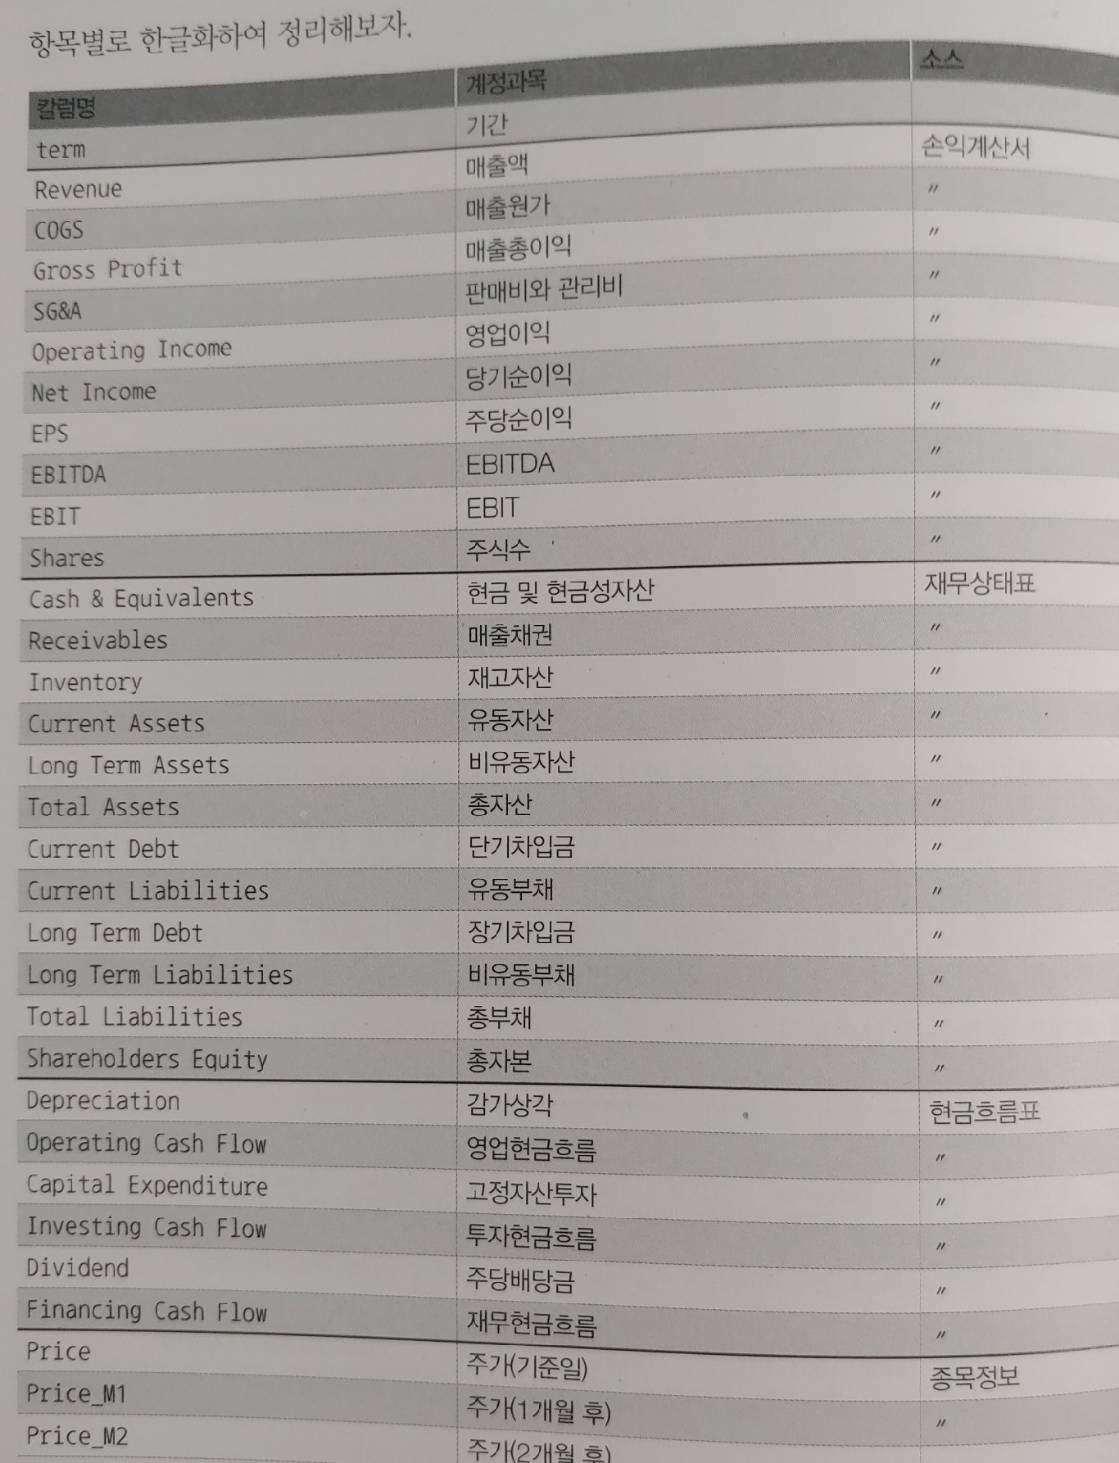 항목별로 한글화하여 정리해보자.
칼럼명 계정과목 소스
term 기간
Revenue 매출액 손익계산서
COGS 매출원가 〃
Gross Profit 매출총이익 〃
SG&A 판매비와 관리비 〃
Operating Income 영업이익 〃
Net Income 당기순이익 〃
EPS 주당순이익 〃
EBITDA EBITDA 〃
EBIT EBIT 〃
Shares 주식수 〃
Cash & Equivalents 현금 및 현금성자산 재무상태표
Receivables 매출채권 〃
Inventory 재고자산 〃
Current Assets 유동자산 〃
Long Term Assets 비유동자산 〃
Total Assets 총자산 〃
Current Debt 단기차입금 〃
Current Liabilities 유동부채 〃
Long Term Debt 장기차입금 〃
Long Term Liabilities 비유동부채 〃
Total Liabilities 총부채 〃
Shareholders Equity 총자본 〃
Depreciation 감가상각 현금흐름표
Operating Cash Flow 영업현금흐름 〃
Capital Expenditure 고정자산투자 〃
Investing Cash Flow 투자현금흐름 〃
Dividend 주당배당금 〃
Financing Cash Flow 재무현금흐름 〃
Price 주가(기준일) 종목정보
Price_M1 주가(1개월 후) 〃
Price_M2 주가(2개월 후)